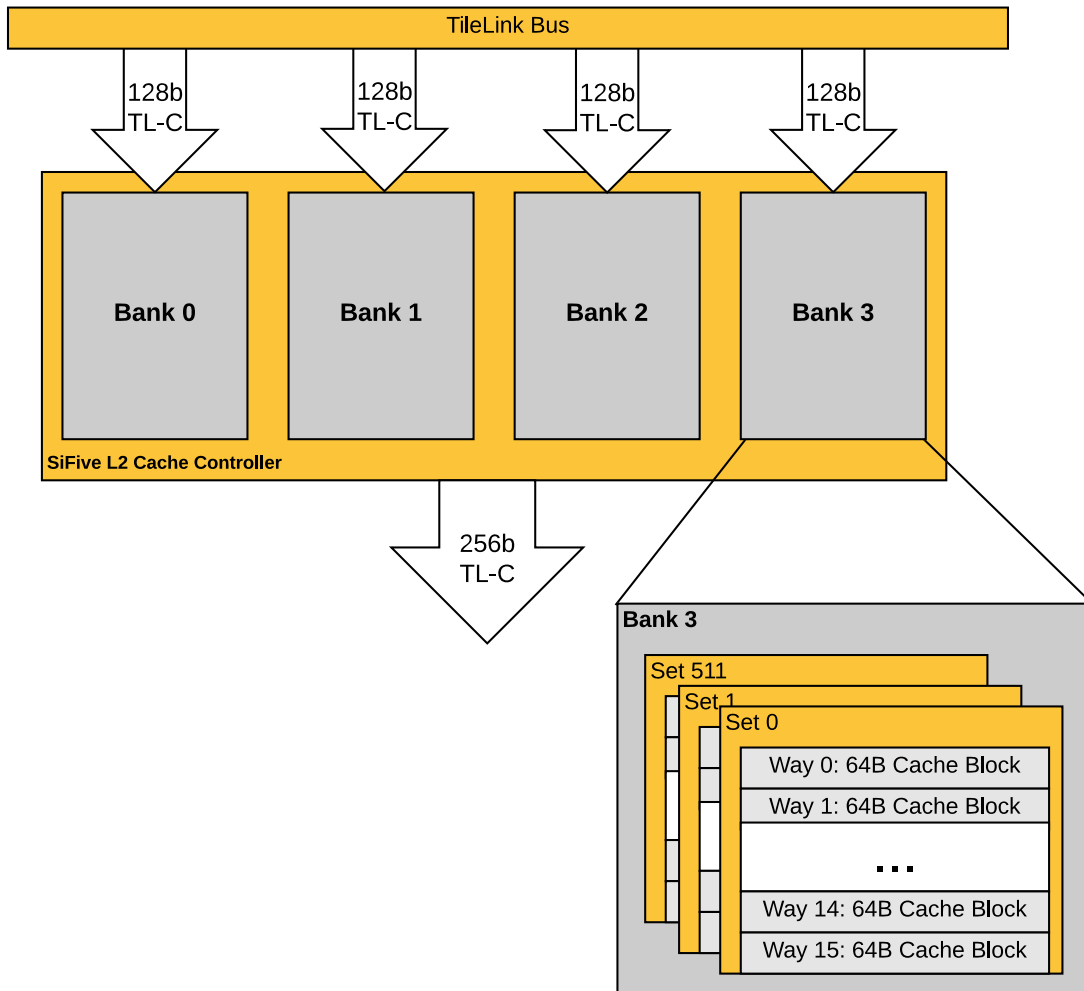 TileLink Bus
128b
TL-C
128b
TL-C
128b
TL-C
128b
TL-C
Bank 0
Bank 1
Bank 2
Bank 3
SiFive L2 Cache Controller
256b
TL-C
Bank 3
Set 511
Set 1
Set 0
Way 0: 64B Cache Block
Way 1: 64B Cache Block
...
Way 14: 64B Cache Block
Way 15: 64B Cache Block